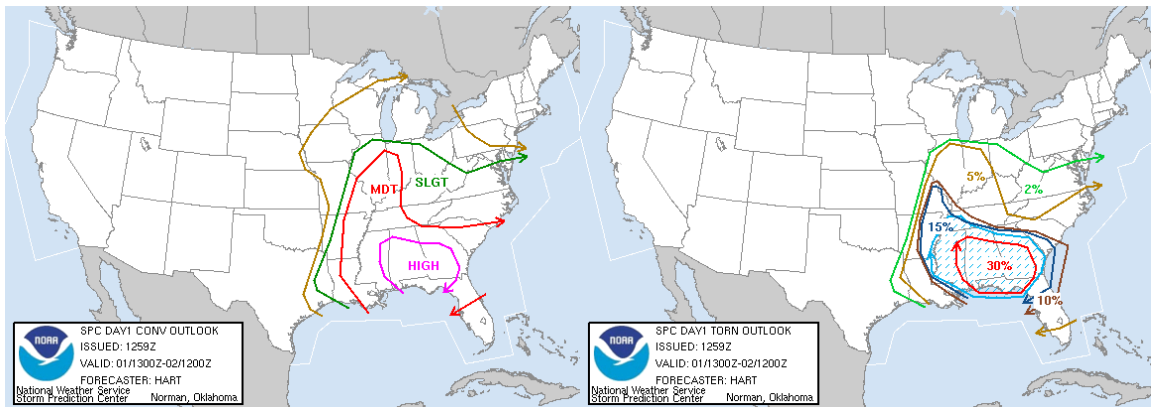 SLGT
MDT
HIGH
NOAA
SPC DAY1 CONV OUTLOOK
ISSUED: 1259Z
VALID: 01/1300Z-02/1200Z
FORECASTER: HART
National Weather Service
Storm Prediction Center Norman, Oklahoma
5%
2%
15%
30%
10%
NOAA
SPC DAY1 TORN OUTLOOK
ISSUED: 1259Z
VALID: 01/1300Z-02/1200Z
FORECASTER: HART
National Weather Service
Storm Prediction Center Norman, Oklahoma